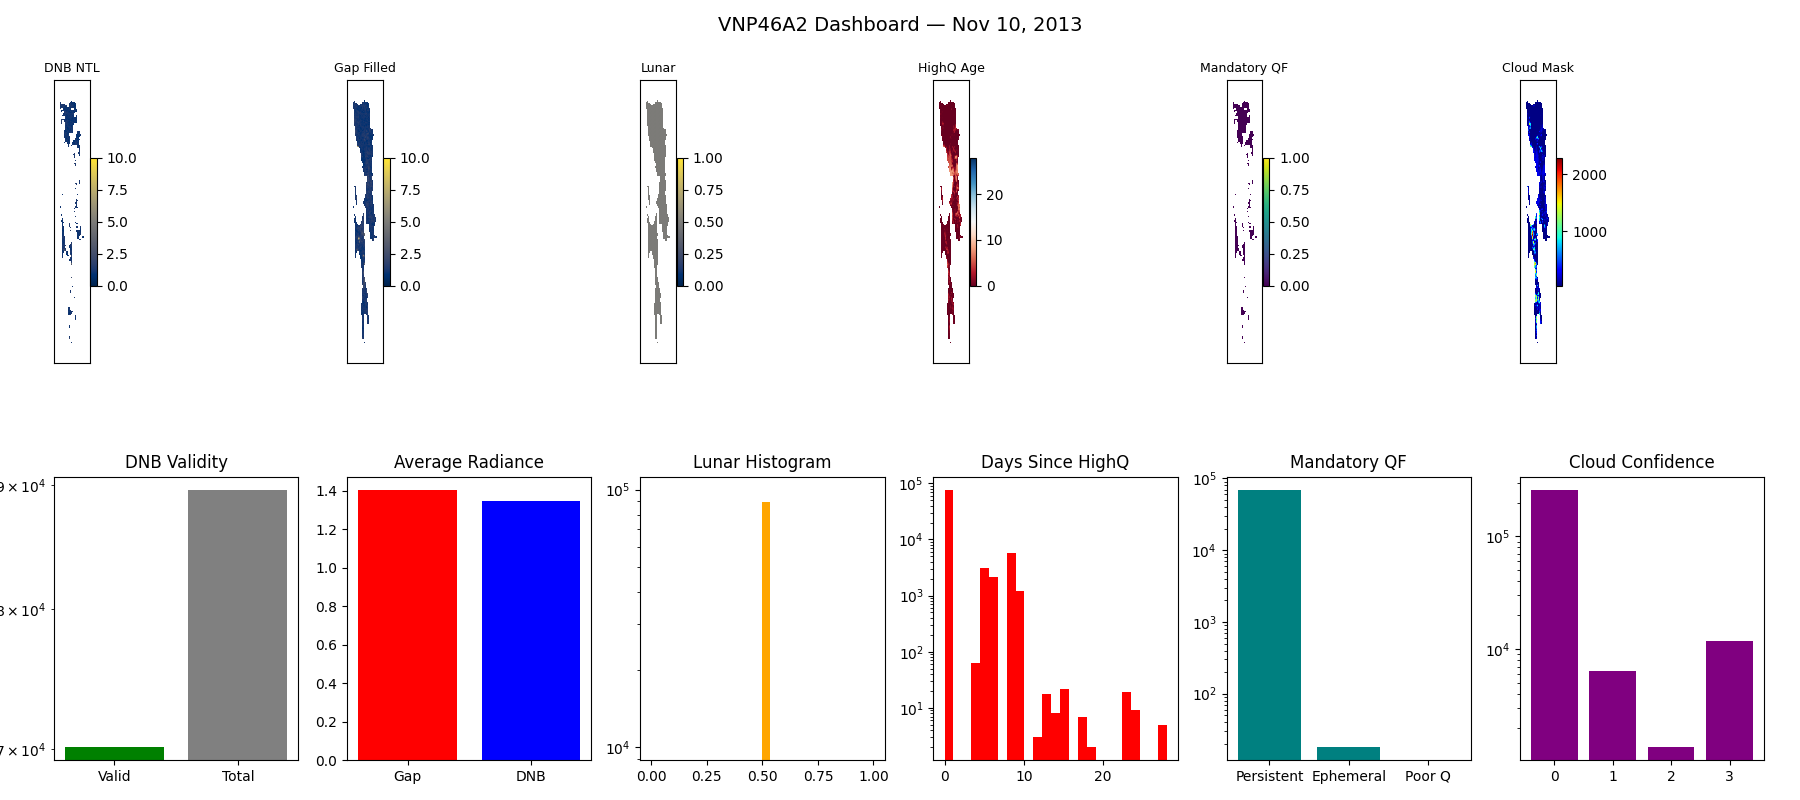 VNP46A2 Dashboard — Nov 10, 2013
DNB NTL
10.0
7.5
5.0
2.5
0.0
Gap Filled
10.0
7.5
5.0
2.5
0.0
Lunar
1.00
0.75
0.50
0.25
0.00
HighQ Age
20
10
0
Mandatory QF
1.00
0.75
0.50
0.25
0.00
Cloud Mask
2000
1000
DNB Validity
9 × 10⁴
8 × 10⁴
7 × 10⁴
Valid Total
Average Radiance
1.4
1.2
1.0
0.8
0.6
0.4
0.2
0.0
Gap DNB
Lunar Histogram
10⁵
10⁴
0.00 0.25 0.50 0.75 1.00
Days Since HighQ
10⁵
10⁴
10³
10²
10¹
0 10 20
Mandatory QF
10⁵
10⁴
10³
10²
Persistent Ephemeral Poor Q
Cloud Confidence
10⁵
10⁴
0 1 2 3